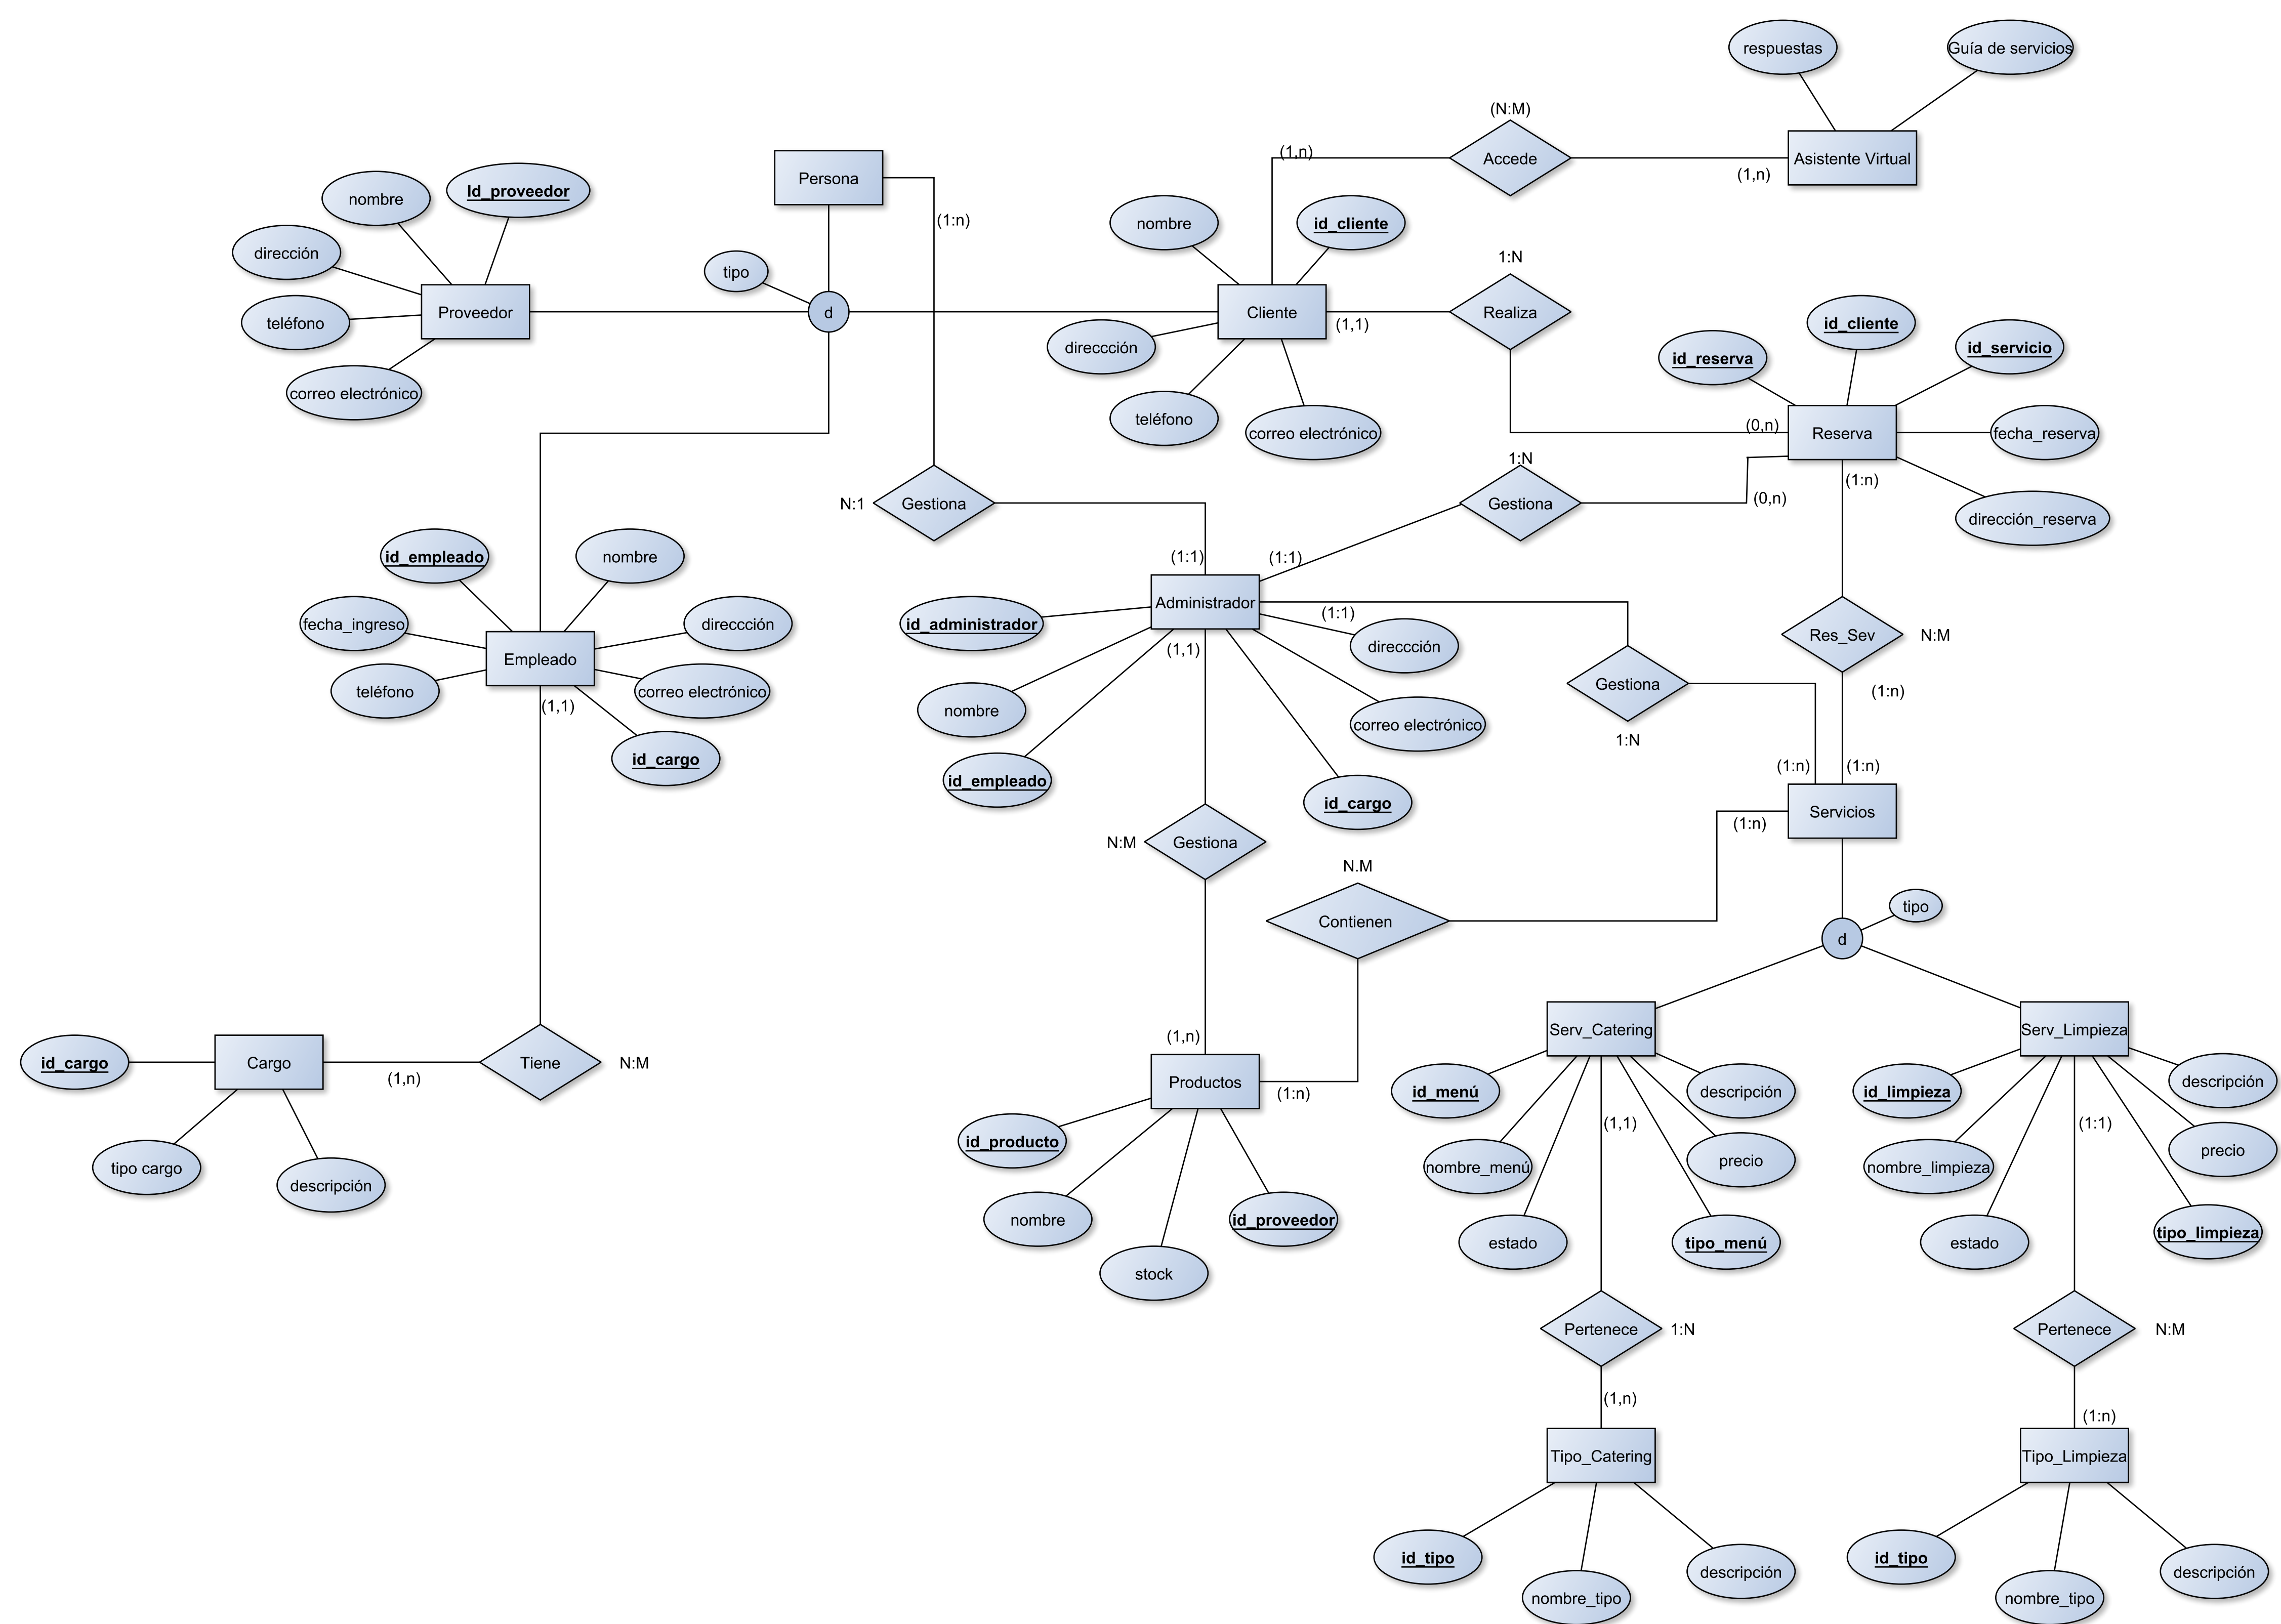 respuestas
Guía de servicios
(N:M)
Accede
(1,n)
(1,n)
Asistente Virtual
Persona
(1:n)
nombre
Id_proveedor
dirección
teléfono
correo electrónico
Proveedor
tipo
d
nombre
id_cliente
Cliente
(1,1)
direccción
teléfono
correo electrónico
1:N
Realiza
id_reserva
id_cliente
id_servicio
(0,n)
Reserva
fecha_reserva
dirección_reserva
(1:n)
N:1
Gestiona
1:N
Gestiona
(0,n)
(1:1)
(1:1)
id_empleado
nombre
fecha_ingreso
direccción
Empleado
teléfono
correo electrónico
(1,1)
id_cargo
id_administrador
Administrador
(1:1)
direccción
(1,1)
nombre
correo electrónico
id_empleado
id_cargo
Gestiona
1:N
Res_Sev
N:M
(1:n)
(1:n)
(1:n)
Servicios
(1:n)
N:M
Gestiona
N.M
Contienen
tipo
d
id_cargo
Cargo
(1,n)
Tiene
N:M
tipo cargo
descripción
(1,n)
Productos
(1:n)
id_producto
nombre
stock
id_proveedor
Serv_Catering
id_menú
descripción
(1,1)
nombre_menú
precio
estado
tipo_menú
Serv_Limpieza
id_limpieza
descripción
(1:1)
nombre_limpieza
precio
estado
tipo_limpieza
Pertenece
1:N
Pertenece
N:M
(1,n)
(1:n)
Tipo_Catering
Tipo_Limpieza
id_tipo
nombre_tipo
descripción
id_tipo
nombre_tipo
descripción